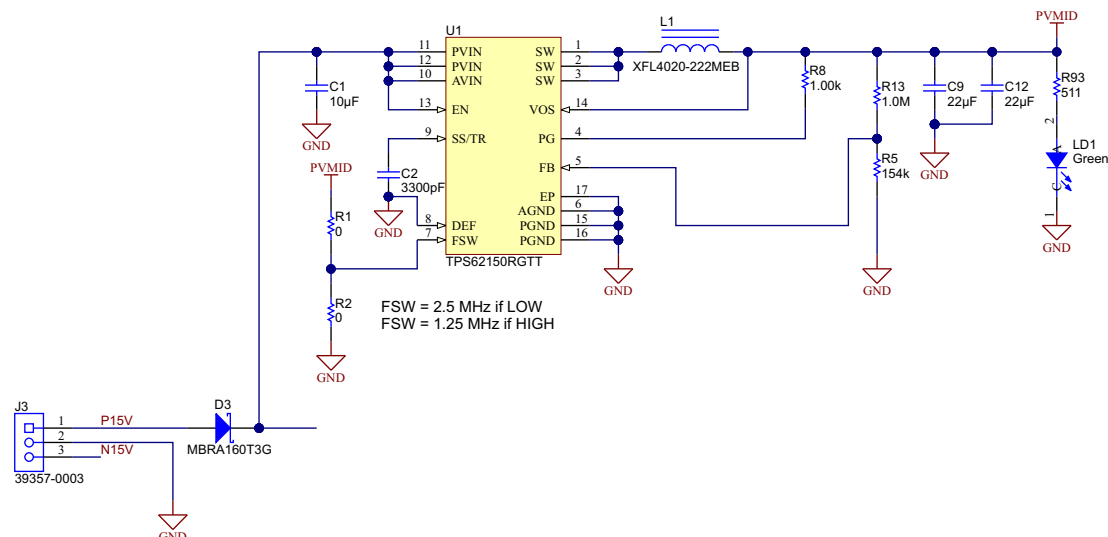 PVMID
U1
L1
11 PVIN SW 1
12 PVIN SW 2
10 AVIN SW 3
XFL4020-222MEB
C1
10µF
GND
13 EN VOS 14
R8
1.00k
R13
1.0M
C9
22µF
C12
22µF
R93
511
9 SS/TR PG 4
2
A
LD1
Green
C
1
GND
FB 5
R5
154k
GND
PVMID
C2
3300pF
GND
EP 17
AGND 6
8 DEF PGND 15
7 FSW PGND 16
TPS62150RGTT
R1
0
GND
GND
GND
R2
0
FSW = 2.5 MHz if LOW
FSW = 1.25 MHz if HIGH
GND
J3
1 P15V
2
3 N15V
39357-0003
D3
MBRA160T3G
GND